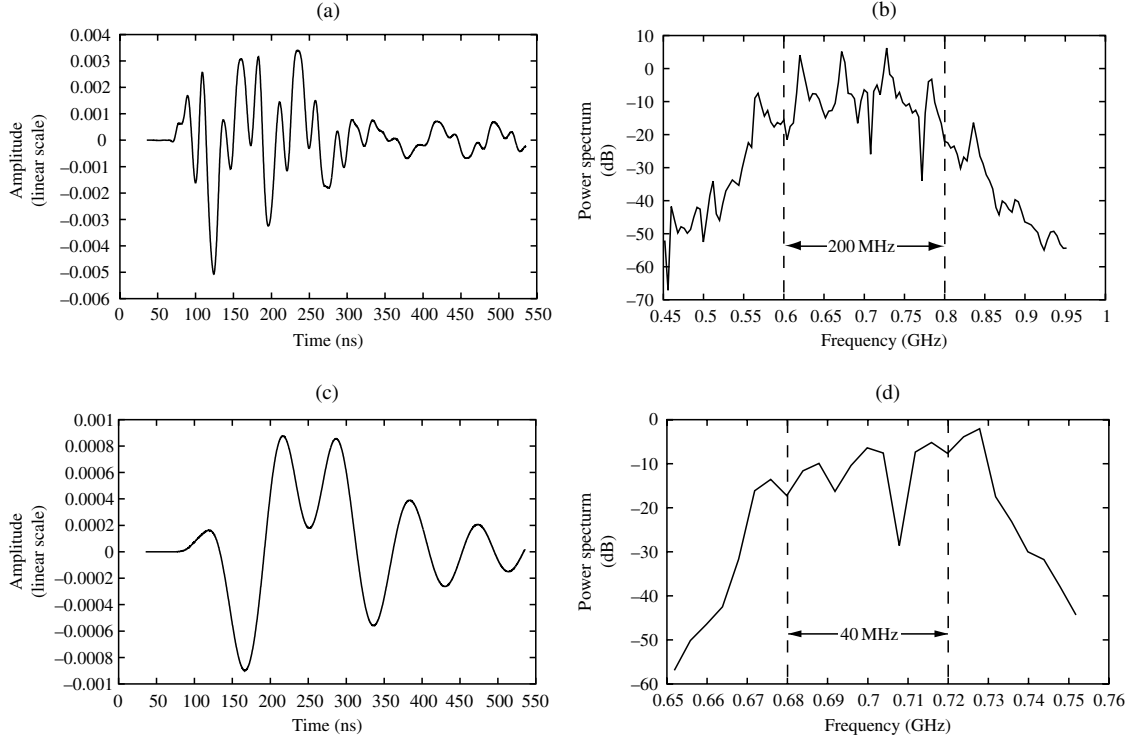 (a)
0.004
0.003
0.002
0.001
0
–0.001
–0.002
–0.003
–0.004
–0.005
–0.006
0 50 100 150 200 250 300 350 400 450 500 550
Time (ns)
Amplitude
(linear scale)
(b)
10
0
–10
–20
–30
–40
–50
–60
–70
200 MHz
0.45 0.5 0.55 0.6 0.65 0.7 0.75 0.8 0.85 0.9 0.95 1
Frequency (GHz)
Power spectrum
(dB)
(c)
0.001
0.0008
0.0006
0.0004
0.0002
0
–0.0002
–0.0004
–0.0006
–0.0008
–0.001
0 50 100 150 200 250 300 350 400 450 500 550
Time (ns)
Amplitude
(linear scale)
(d)
0
–10
–20
–30
–40
–50
–60
40 MHz
0.65 0.66 0.67 0.68 0.69 0.7 0.71 0.72 0.73 0.74 0.75 0.76
Frequency (GHz)
Power specturm
(dB)